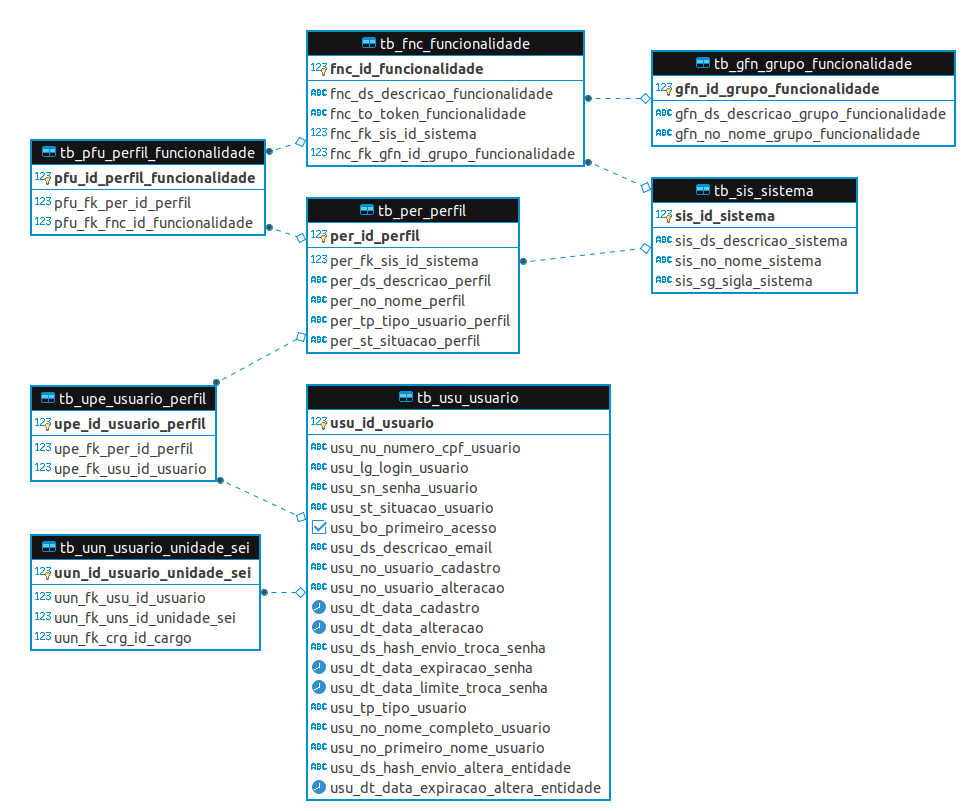 tb_fnc_funcionalidade
123 fnc_id_funcionalidade
ABC fnc_ds_descricao_funcionalidade
ABC fnc_to_token_funcionalidade
123 fnc_fk_sis_id_sistema
123 fnc_fk_gfn_id_grupo_funcionalidade
tb_gfn_grupo_funcionalidade
123 gfn_id_grupo_funcionalidade
ABC gfn_ds_descricao_grupo_funcionalidade
ABC gfn_no_nome_grupo_funcionalidade
tb_pfu_perfil_funcionalidade
123 pfu_id_perfil_funcionalidade
123 pfu_fk_per_id_perfil
123 pfu_fk_fnc_id_funcionalidade
tb_per_perfil
123 per_id_perfil
123 per_fk_sis_id_sistema
ABC per_ds_descricao_perfil
ABC per_no_nome_perfil
ABC per_tp_tipo_usuario_perfil
ABC per_st_situacao_perfil
tb_sis_sistema
123 sis_id_sistema
ABC sis_ds_descricao_sistema
ABC sis_no_nome_sistema
ABC sis_sg_sigla_sistema
tb_upe_usuario_perfil
123 upe_id_usuario_perfil
123 upe_fk_per_id_perfil
123 upe_fk_usu_id_usuario
tb_usu_usuario
123 usu_id_usuario
ABC usu_nu_numero_cpf_usuario
ABC usu_lg_login_usuario
ABC usu_sn_senha_usuario
ABC usu_st_situacao_usuario
usu_bo_primeiro_acesso
ABC usu_ds_descricao_email
ABC usu_no_usuario_cadastro
ABC usu_no_usuario_alteracao
usu_dt_data_cadastro
usu_dt_data_alteracao
ABC usu_ds_hash_envio_troca_senha
usu_dt_data_expiracao_senha
usu_dt_data_limite_troca_senha
ABC usu_tp_tipo_usuario
ABC usu_no_nome_completo_usuario
ABC usu_no_primeiro_nome_usuario
ABC usu_ds_hash_envio_altera_entidade
usu_dt_data_expiracao_altera_entidade
tb_uun_usuario_unidade_sei
123 uun_id_usuario_unidade_sei
123 uun_fk_usu_id_usuario
123 uun_fk_uns_id_unidade_sei
123 uun_fk_crg_id_cargo